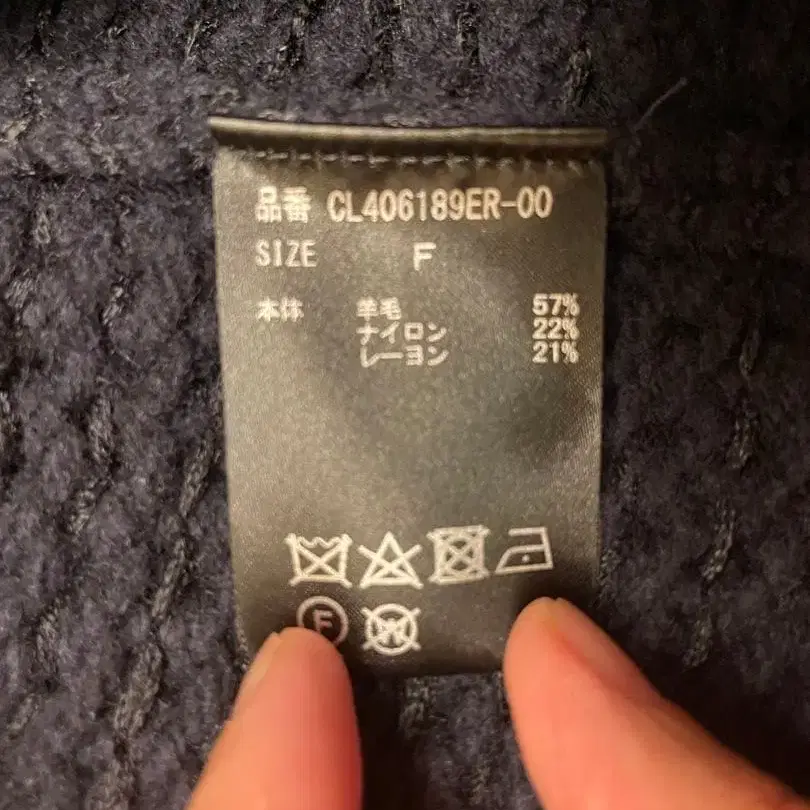 品番 CL406189ER-00
SIZE F
本体 羊毛 57%
ナイロン 22%
レーヨン 21%
F
W